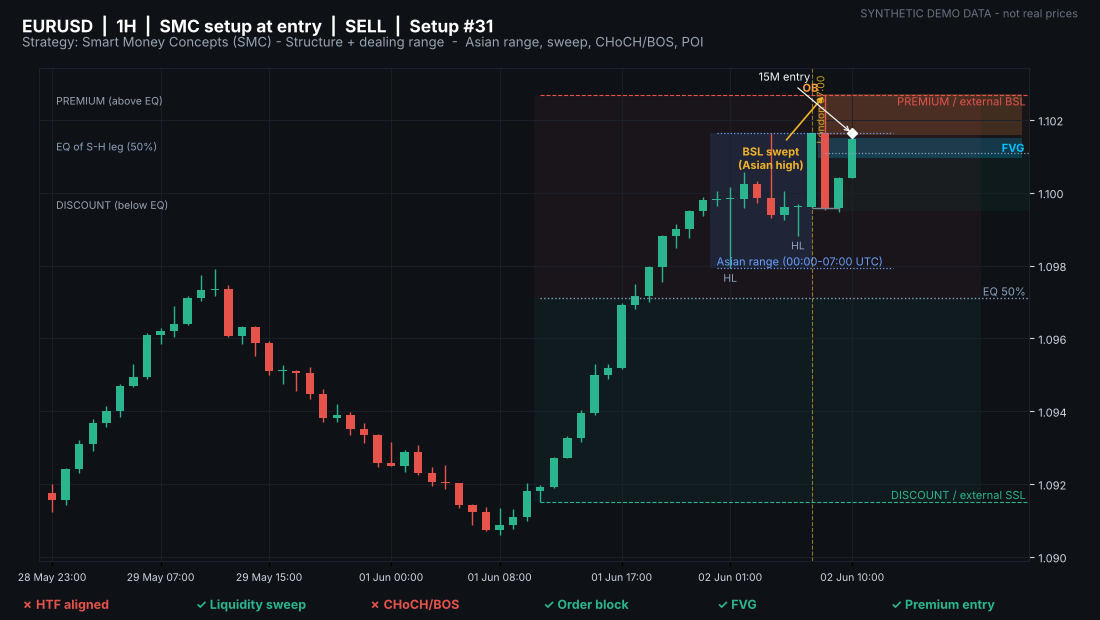 SYNTHETIC DEMO DATA - not real prices
EURUSD | 1H | SMC setup at entry | SELL | Setup #31
Strategy: Smart Money Concepts (SMC) - Structure + dealing range - Asian range, sweep, CHoCH/BOS, POI
15M entry
OB
PREMIUM (above EQ)
PREMIUM / external BSL
1.102
EQ of S-H leg (50%)
BSL swept
(Asian high)
FVG
1.100
DISCOUNT (below EQ)
HL
Asian range (00:00-07:00 UTC)
1.098
HL
EQ 50%
1.096
1.094
1.092
DISCOUNT / external SSL
1.090
28 May 23:00 29 May 07:00 29 May 15:00 01 Jun 00:00 01 Jun 08:00 01 Jun 17:00 02 Jun 01:00 02 Jun 10:00
× HTF aligned ✓ Liquidity sweep × CHoCH/BOS ✓ Order block ✓ FVG ✓ Premium entry